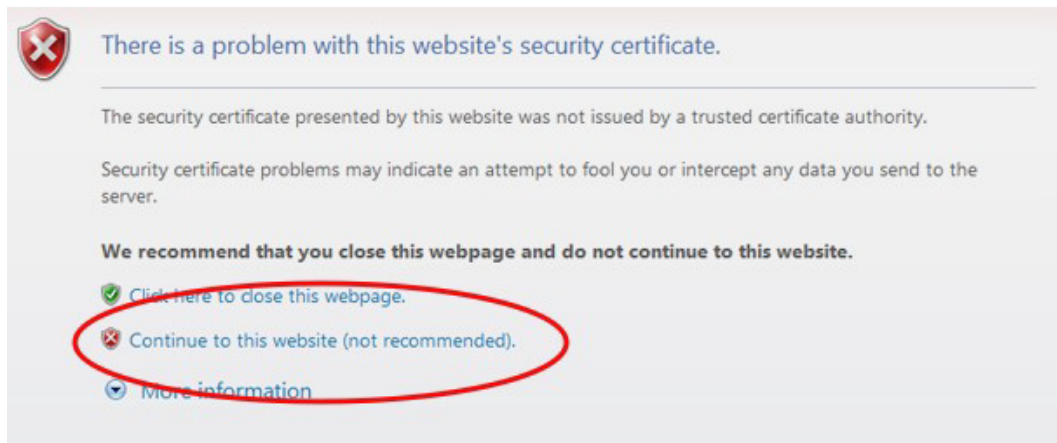 There is a problem with this website's security certificate.
The security certificate presented by this website was not issued by a trusted certificate authority.
Security certificate problems may indicate an attempt to fool you or intercept any data you send to the
server.
We recommend that you close this webpage and do not continue to this website.
Click here to close this webpage.
Continue to this website (not recommended).
More information